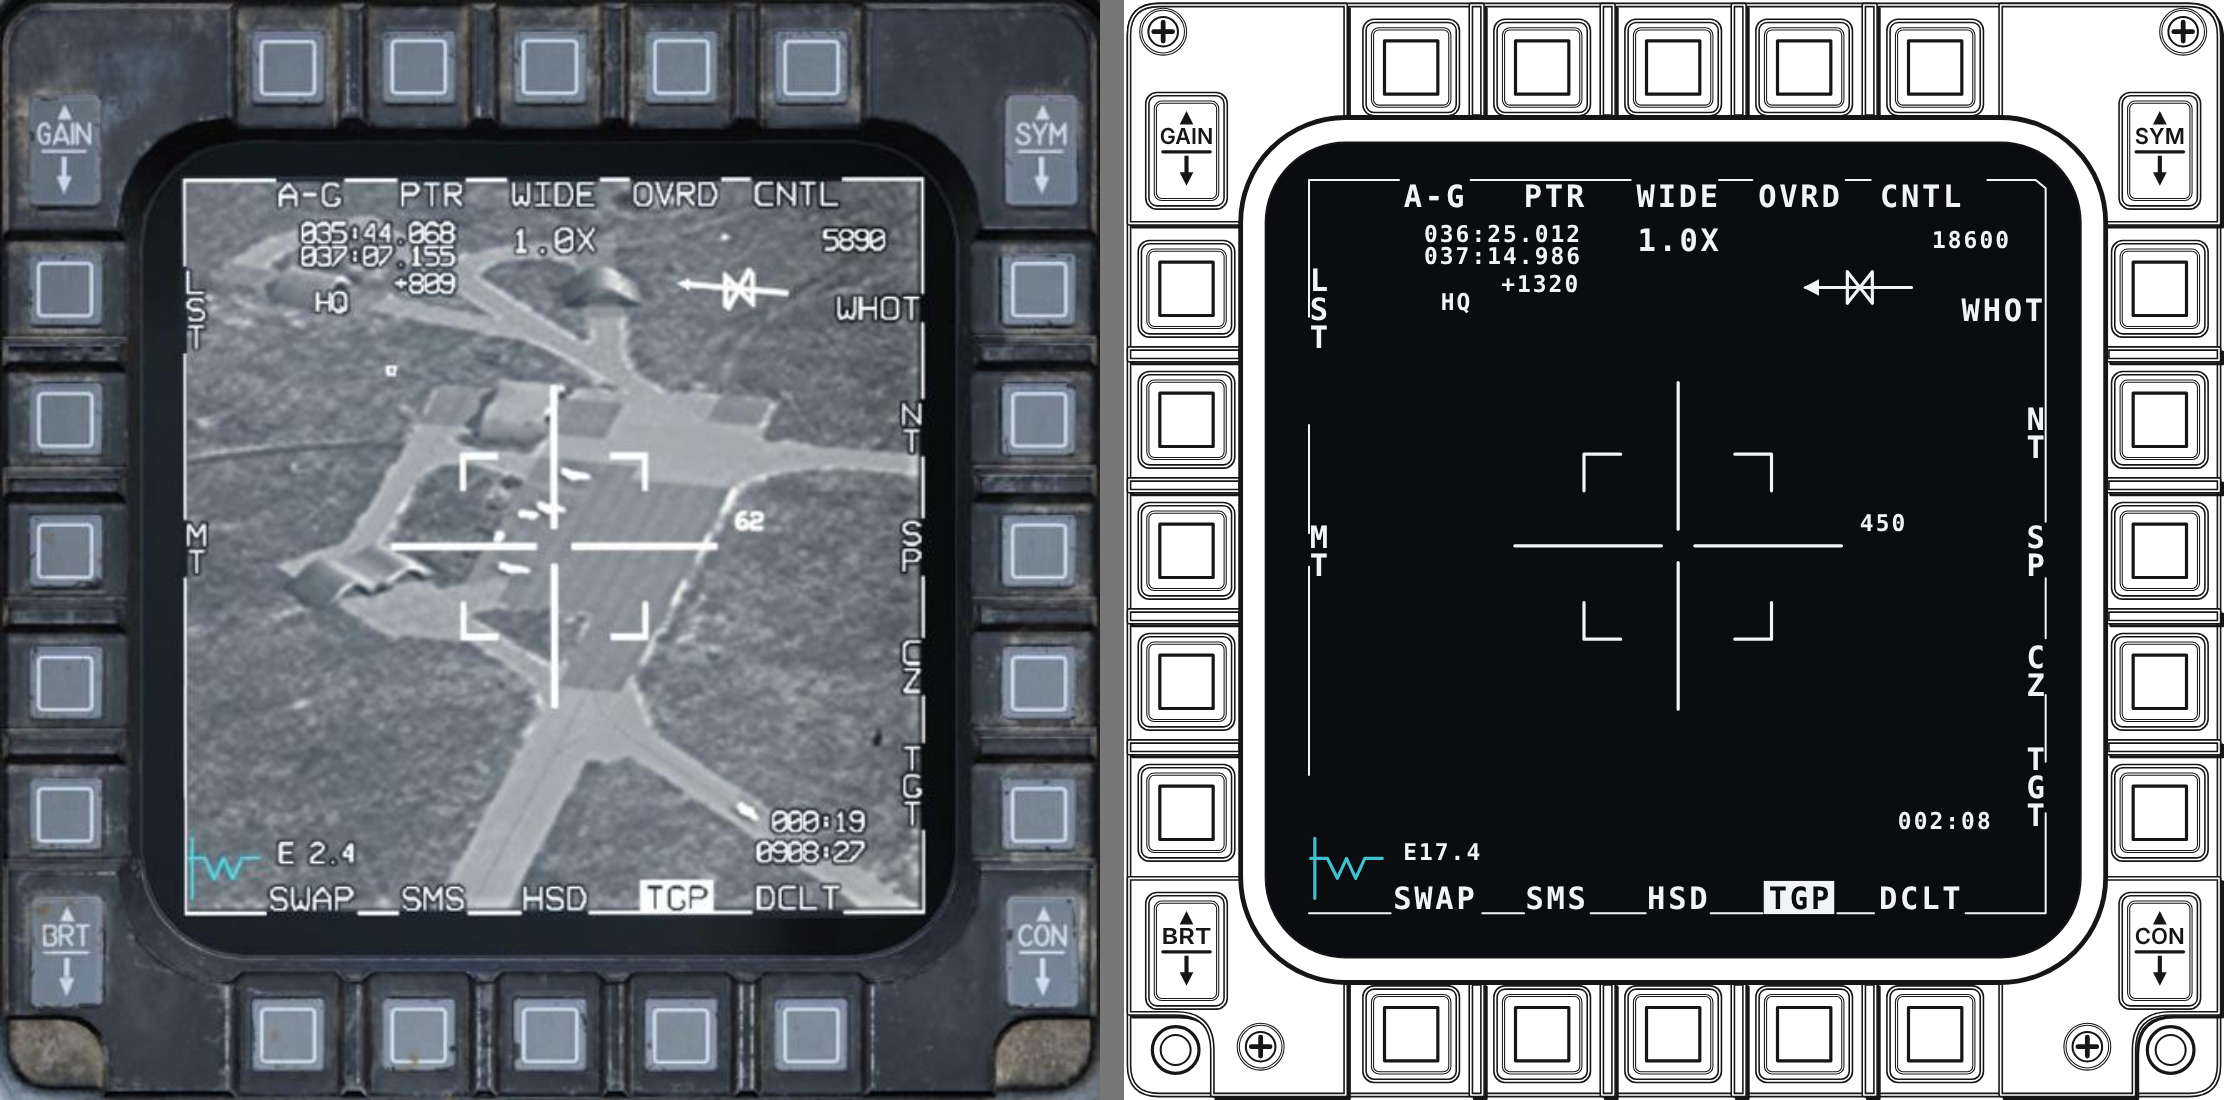 GAIN
SYM
A-G PTR WIDE OVRD CNTL
035:44.068 1.0X 5890
037:07.155
+809
HQ
WHOT
LST
NT
MT
62
SP
CZ
TGT
000:19
0908:27
E 2.4
SWAP SMS HSD TGP DCLT
BRT
CON
GAIN
SYM
A-G PTR WIDE OVRD CNTL
036:25.012 1.0X 18600
037:14.986
+1320
HQ
WHOT
LST
NT
MT
450
SP
CZ
TGT
002:08
E17.4
SWAP SMS HSD TGP DCLT
BRT
CON